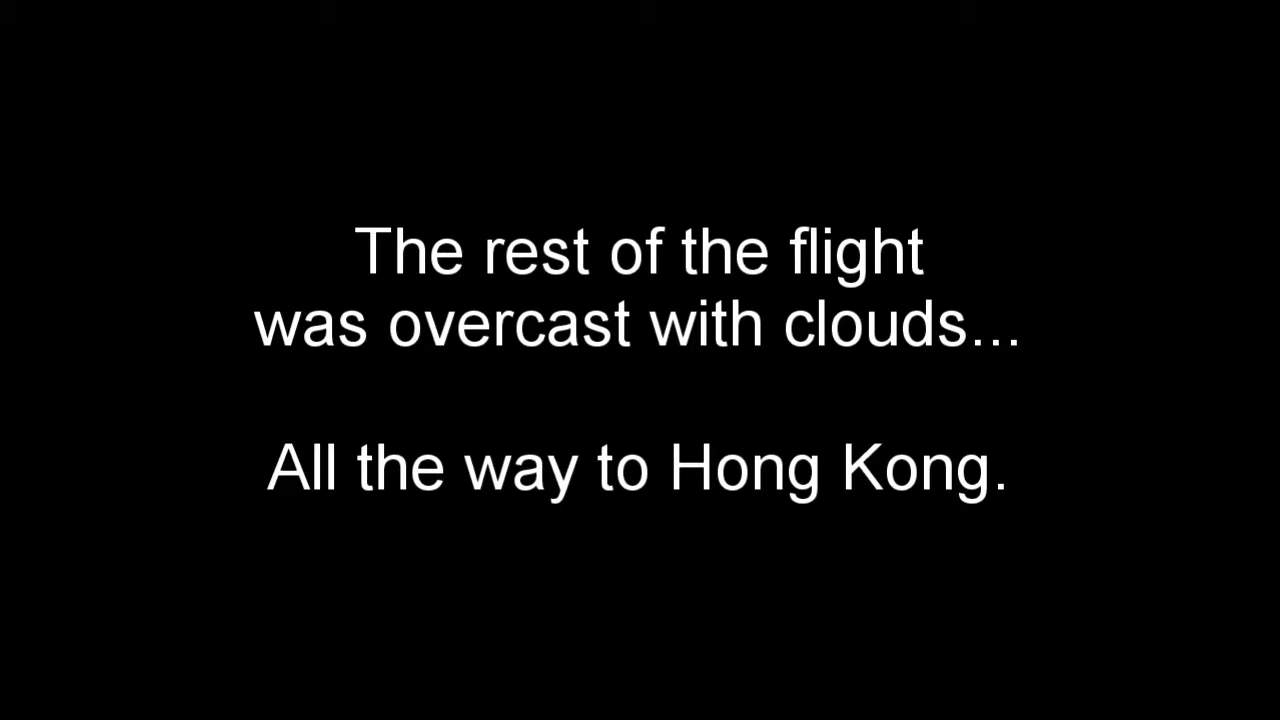 The rest of the flight
was overcast with clouds...
All the way to Hong Kong.